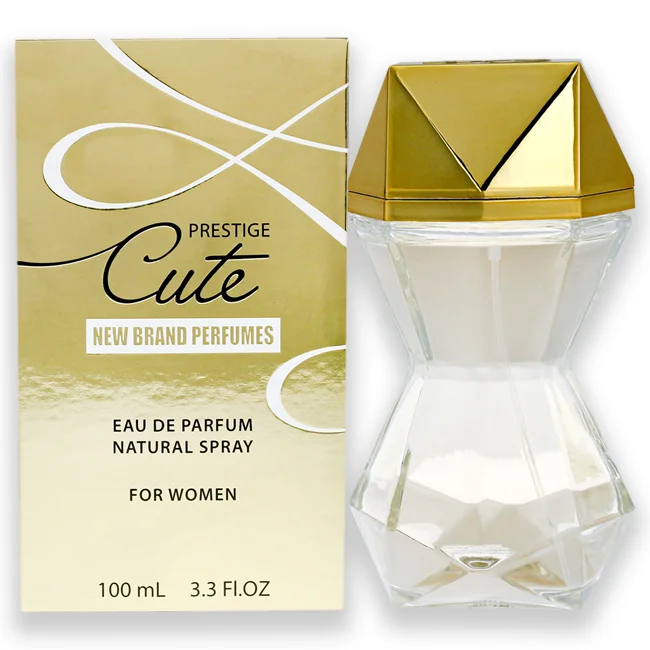 PRESTIGE
Cute
NEW BRAND PERFUMES
EAU DE PARFUM
NATURAL SPRAY
FOR WOMEN
100 mL 3.3 Fl.OZ